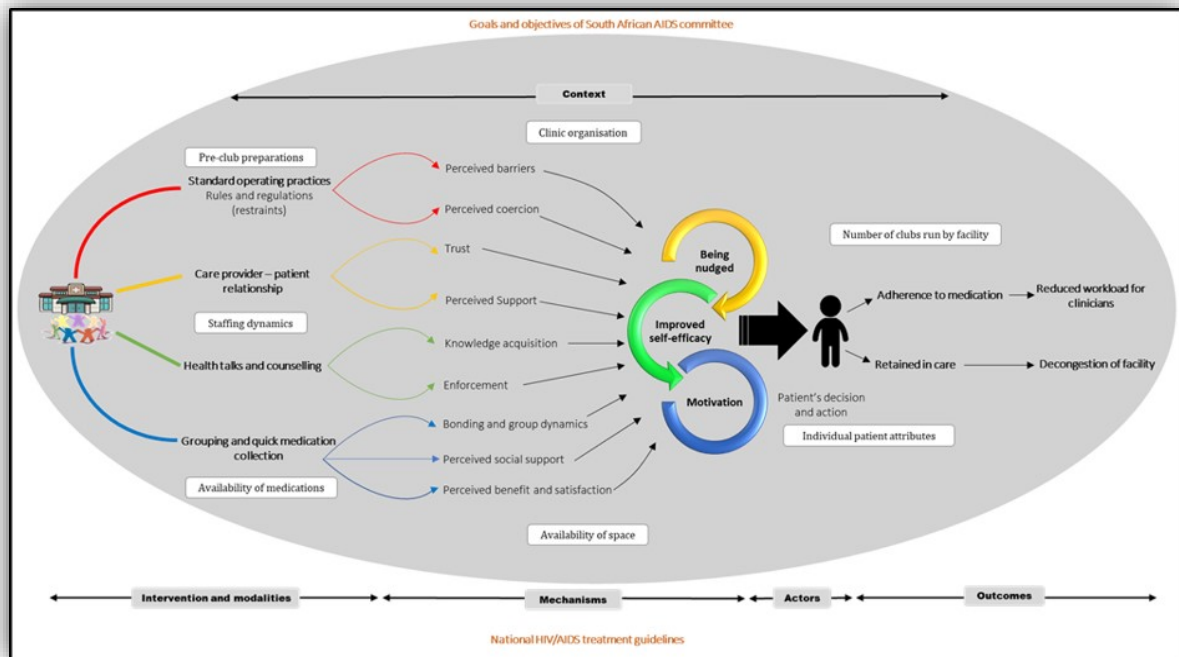 Goals and objectives of South African AIDS committee
Context
Clinic organisation
Pre-club preparations
Standard operating practices
Rules and regulations
(restraints)
Perceived barriers
Perceived coercion
Care provider – patient
relationship
Staffing dynamics
Trust
Perceived Support
Health talks and counselling
Knowledge acquisition
Enforcement
Grouping and quick medication
collection
Availability of medications
Bonding and group dynamics
Perceived social support
Perceived benefit and satisfaction
Being
nudged
Improved
self-efficacy
Motivation
Number of clubs run by facility
Adherence to medication
Reduced workload for
clinicians
Retained in care
Decongestion of facility
Patient's decision
and action
Individual patient attributes
Availability of space
Intervention and modalities
Mechanisms
Actors
Outcomes
National HIV/AIDS treatment guidelines